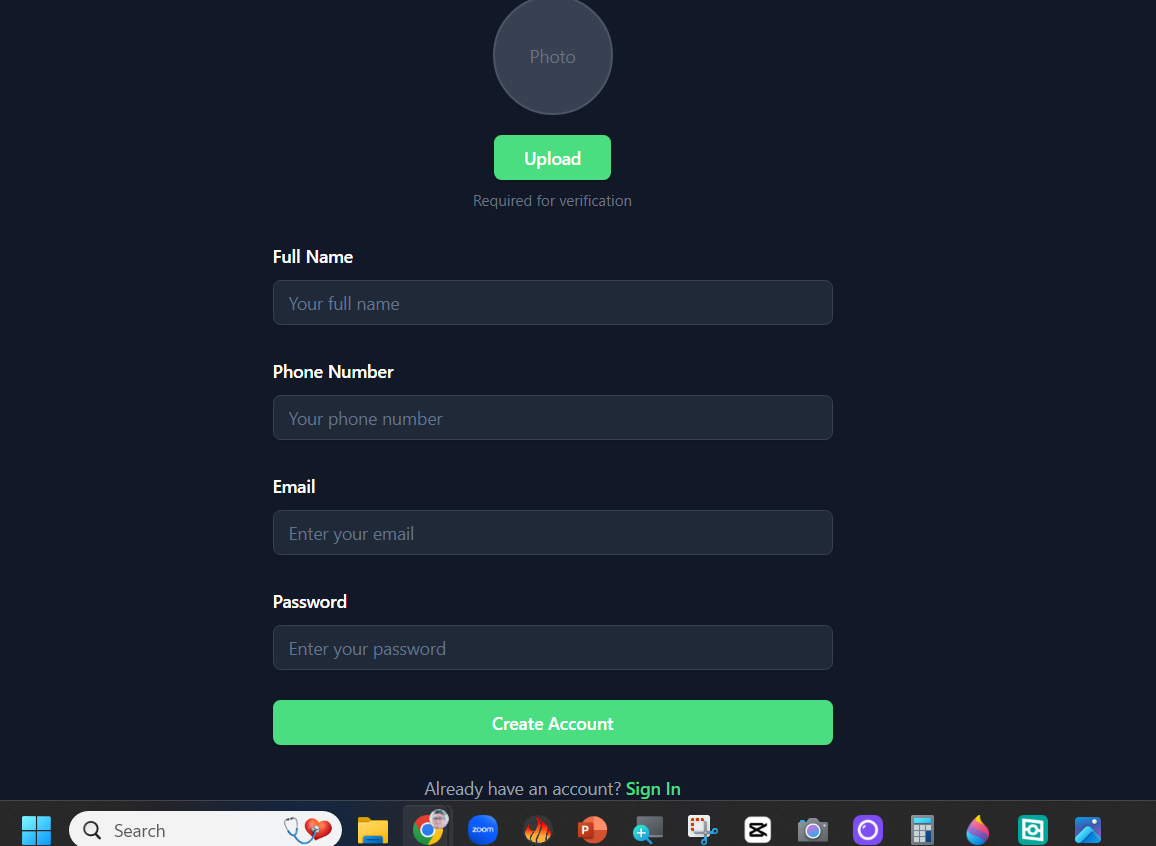 Photo
Upload
Required for verification
Full Name
Your full name
Phone Number
Your phone number
Email
Enter your email
Password
Enter your password
Create Account
Already have an account? Sign In
Search
zoom
P